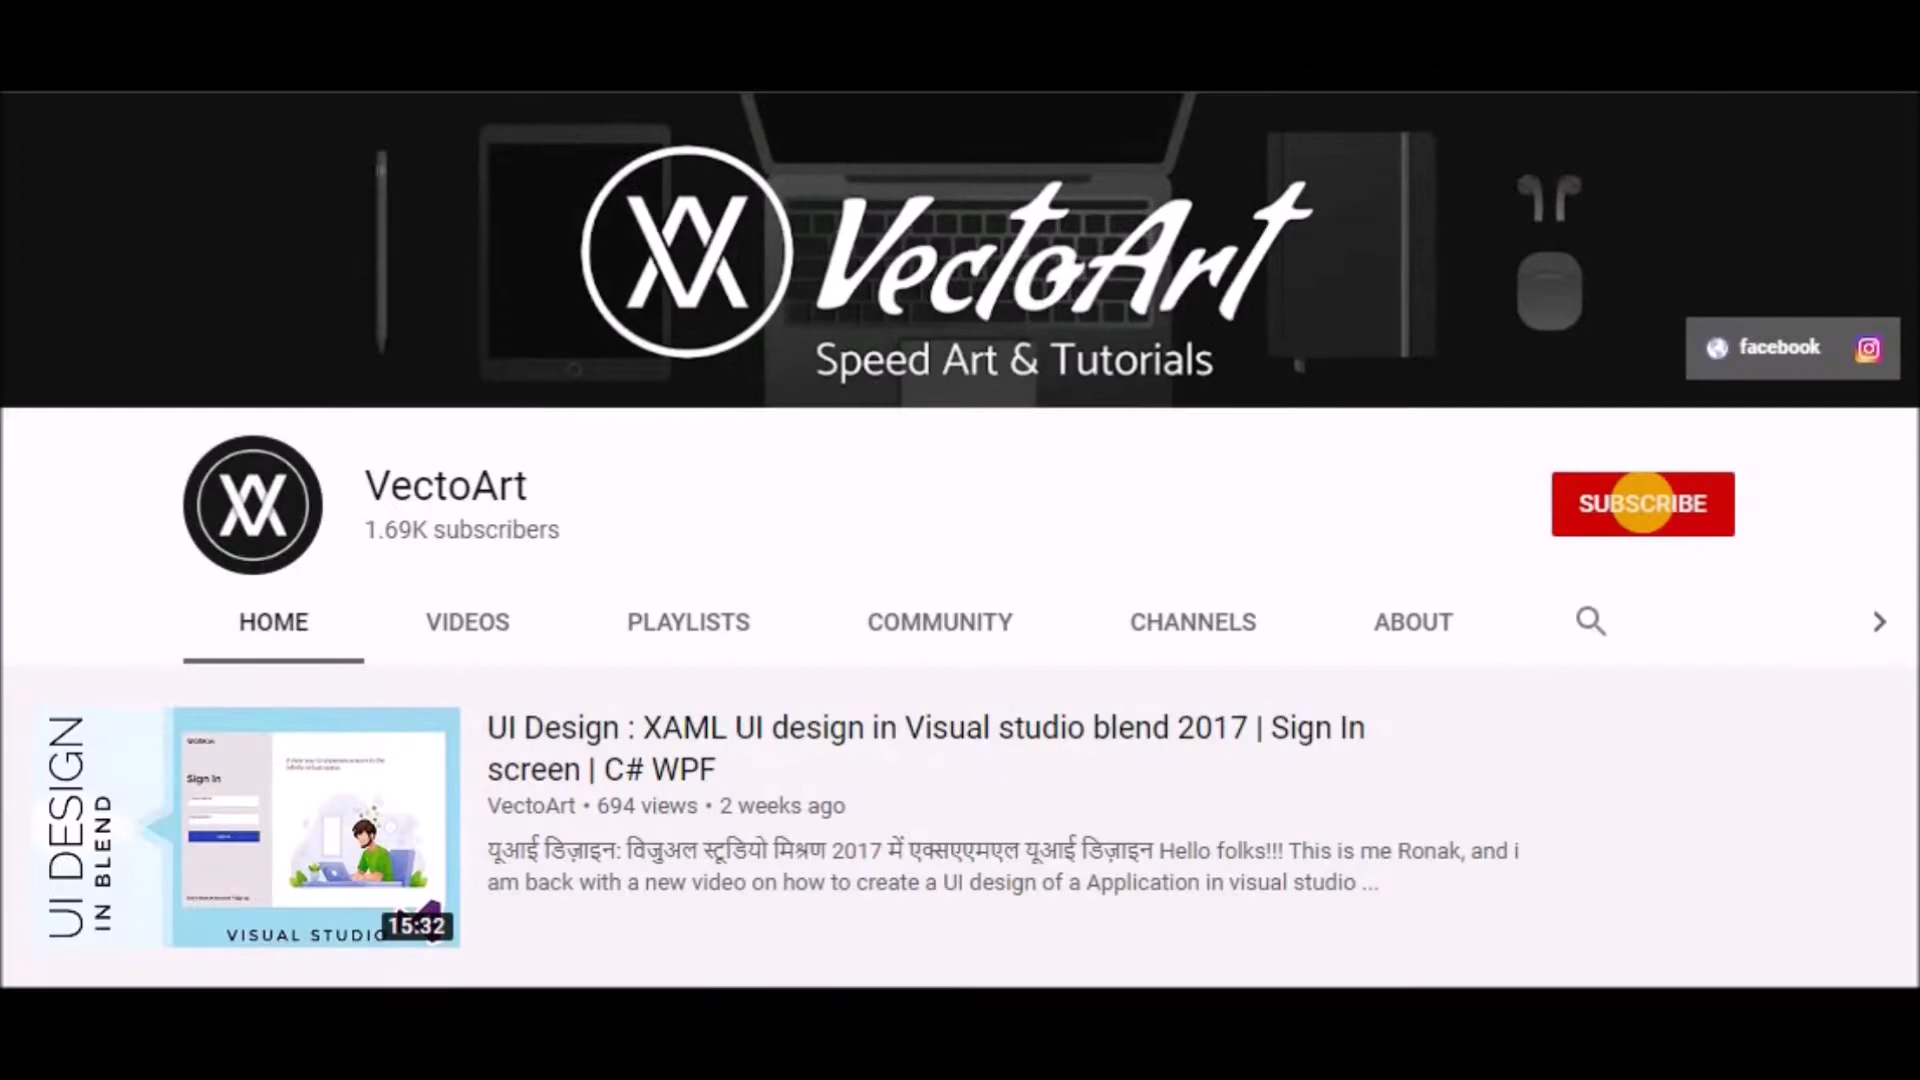 VectoArt
Speed Art & Tutorials
facebook
VectoArt
1.69K subscribers
SUBSCRIBE
HOME VIDEOS PLAYLISTS COMMUNITY CHANNELS ABOUT
UI DESIGN
IN BLEND
Sign In
VISUAL STUDIO
15:32
UI Design : XAML UI design in Visual studio blend 2017 | Sign In
screen | C# WPF
VectoArt • 694 views • 2 weeks ago
यूआई डिज़ाइन: विजुअल स्टूडियो मिश्रण 2017 में एक्सएएमएल यूआई डिज़ाइन Hello folks!!! This is me Ronak, and i
am back with a new video on how to create a UI design of a Application in visual studio ...